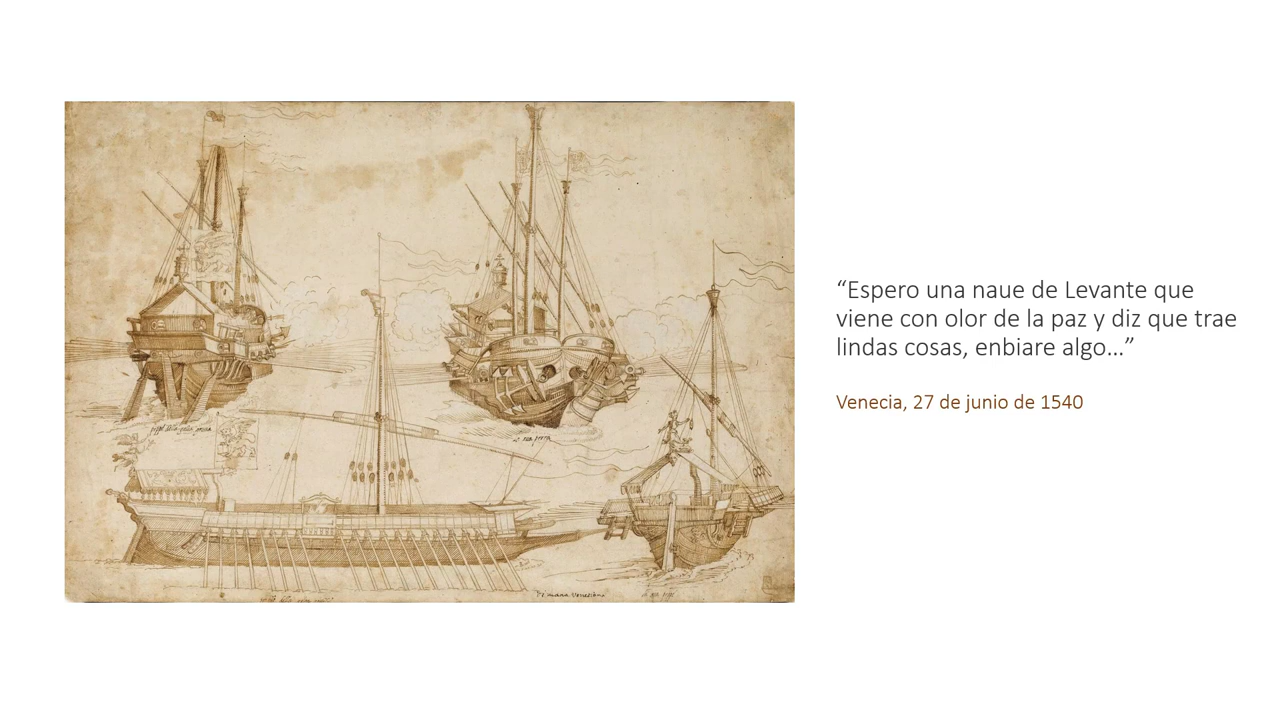 “Espero una naue de Levante que
viene con olor de la paz y diz que trae
lindas cosas, enbiare algo...”
Venecia, 27 de junio de 1540